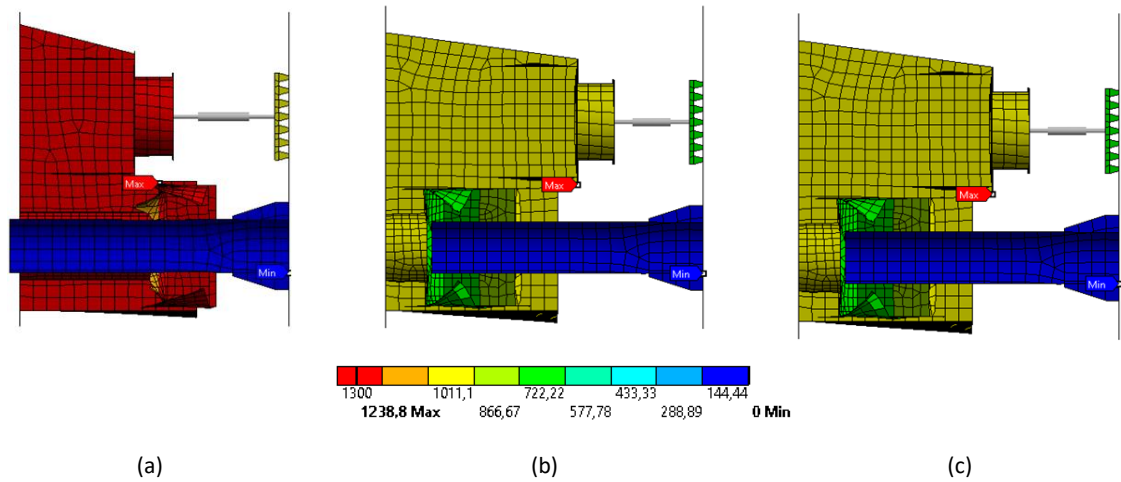 Max
Min
Max
Min
Max
Min
1300 1011,1 722,22 433,33 144,44
1238,8 Max 866,67 577,78 288,89 0 Min
(a) (b) (c)